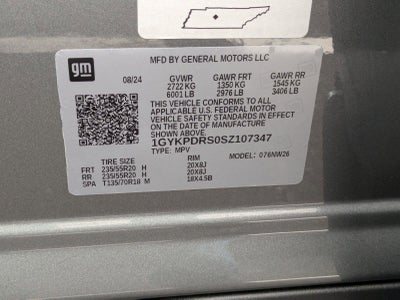 gm
MFD BY GENERAL MOTORS LLC
08/24 GVWR GAWR FRT GAWR RR
2722 KG 1350 KG 1545 KG
6001 LB 2976 LB 3406 LB
THIS VEHICLE CONFORMS TO ALL
APPLICABLE U.S. FEDERAL MOTOR
VEHICLE SAFETY STANDARDS IN EFFECT
ON THE DATE OF MANUFACTURE
SHOWN ABOVE.
1GYKPDRS0SZ107347
TYPE: MPV MODEL: 076NW26
TIRE SIZE RIM
FRT 235/55R20 H 20X8J
RR 235/55R20 H 20X8J
SPA T135/70R18 M 18X4.5B